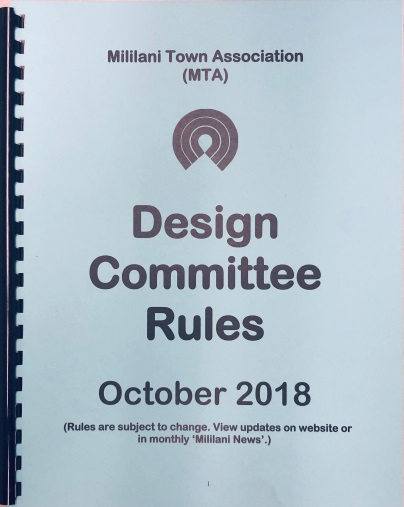 Mililani Town Association
(MTA)
Design
Committee
Rules
October 2018
(Rules are subject to change. View updates on website or
in monthly ‘Mililani News’.)